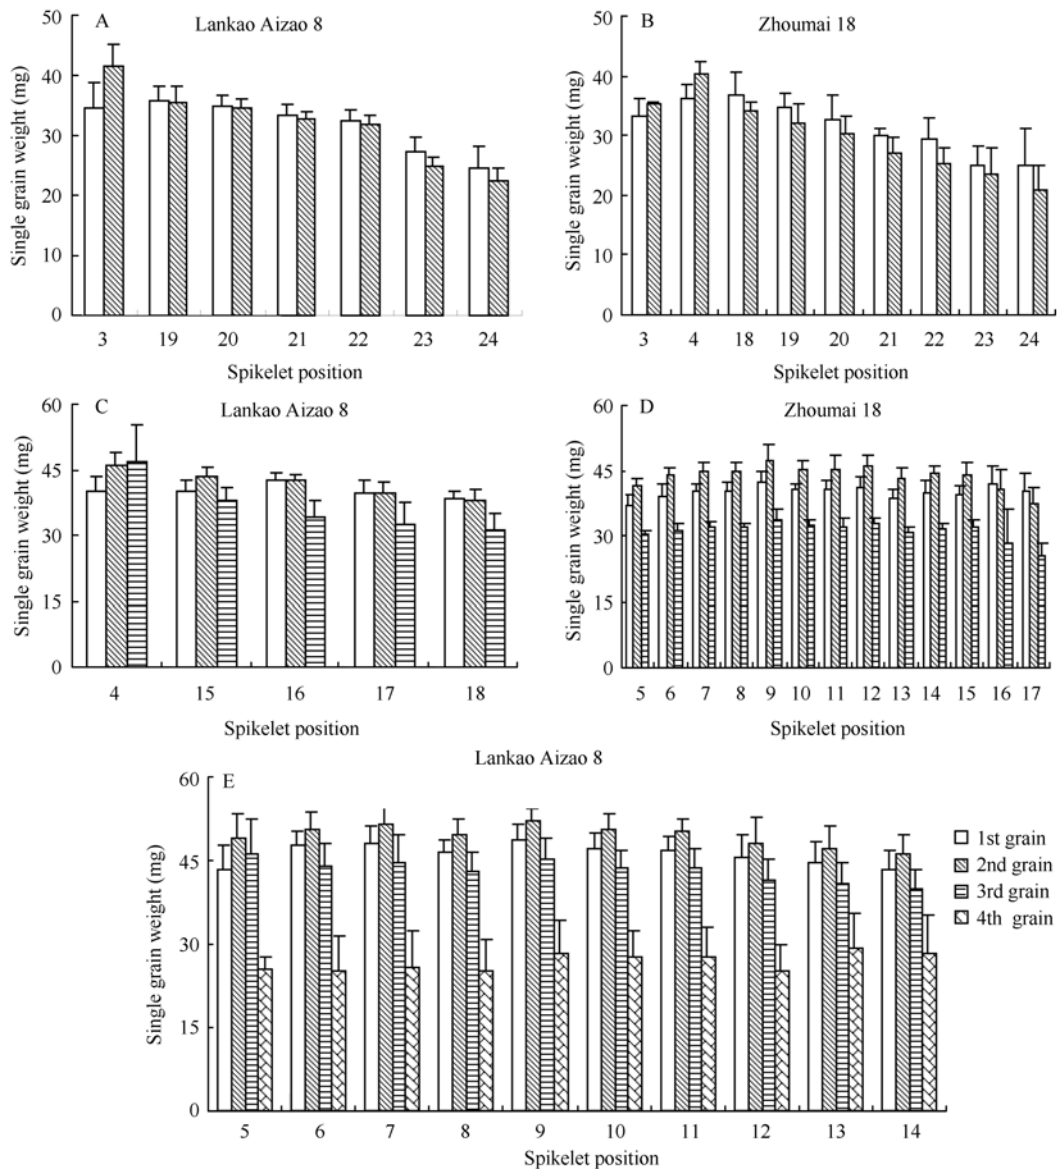 A
Lankao Aizao 8
50
40
30
20
10
0
Single grain weight (mg)
3 19 20 21 22 23 24
Spikelet position
B
Zhoumai 18
50
40
30
20
10
0
Single grain weight (mg)
3 4 18 19 20 21 22 23 24
Spikelet position
C
Lankao Aizao 8
60
45
30
15
0
Single grain weight (mg)
4 15 16 17 18
Spikelet position
D
Zhoumai 18
60
45
30
15
0
Single grain weight (mg)
5 6 7 8 9 10 11 12 13 14 15 16 17
Spikelet position
Lankao Aizao 8
E
60
45
30
15
0
Single grain weight (mg)
5 6 7 8 9 10 11 12 13 14
Spikelet position
1st grain
2nd grain
3rd grain
4th grain